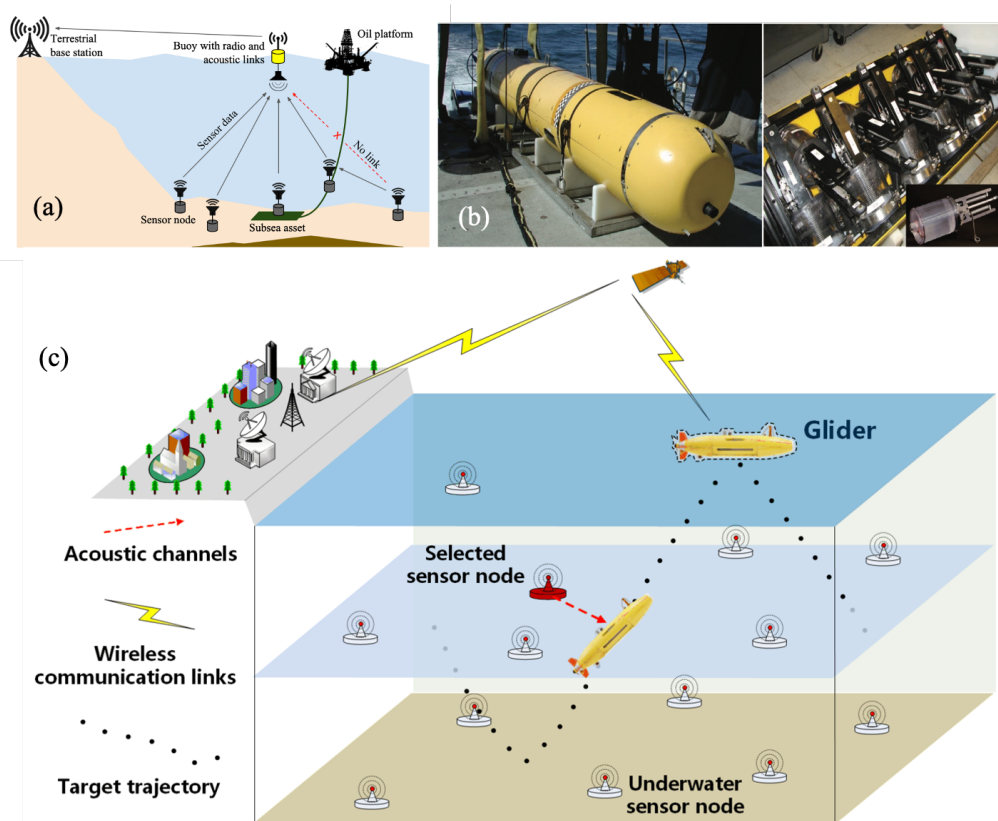 Terrestrial
base station
Buoy with radio and
acoustic links
Oil platform
Sensor data
No link
X
(a)
Sensor node
Subsea asset
(b)
(c)
Glider
Acoustic channels
Selected
sensor node
Wireless
communication links
Target trajectory
Underwater
sensor node